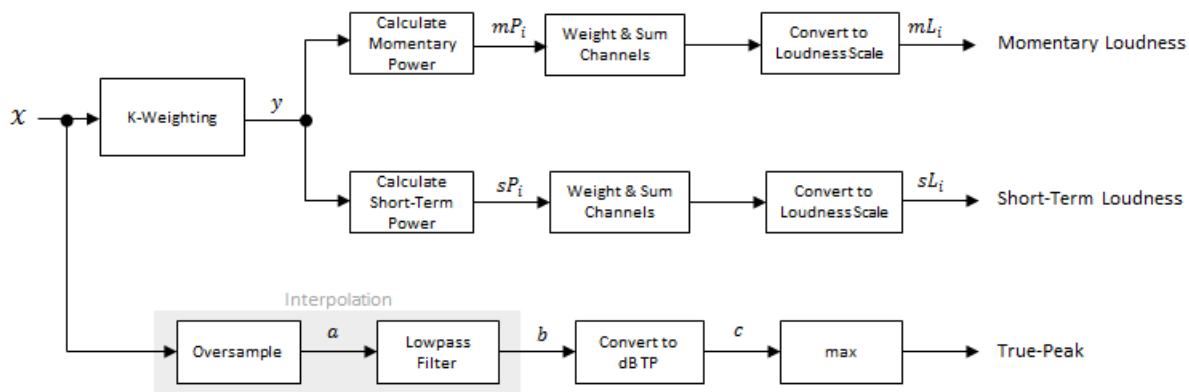 Calculate
Momentary
Power
mP_i
Weight & Sum
Channels
Convert to
Loudness Scale
mL_i
Momentary Loudness
x
K-Weighting
y
Calculate
Short-Term
Power
sP_i
Weight & Sum
Channels
Convert to
Loudness Scale
sL_i
Short-Term Loudness
Interpolation
Oversample
a
Lowpass
Filter
b
Convert to
dB TP
c
max
True-Peak